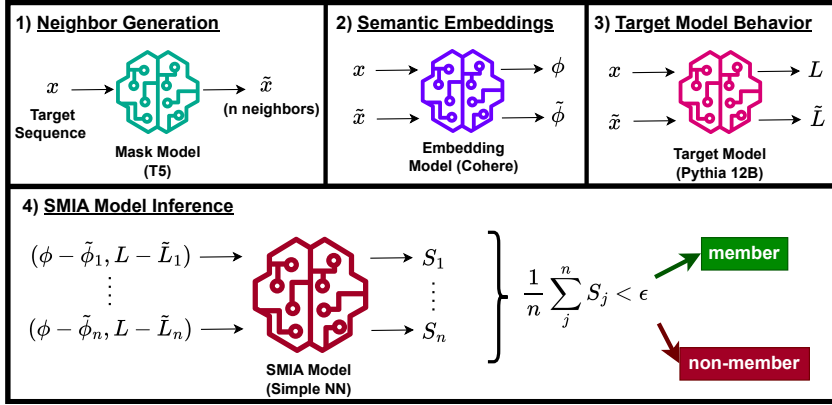 1) Neighbor Generation
x
x̃
Target
Sequence
(n neighbors)
Mask Model
(T5)
2) Semantic Embeddings
x
ϕ
x̃
ϕ̃
Embedding
Model (Cohere)
3) Target Model Behavior
x
L
x̃
L̃
Target Model
(Pythia 12B)
4) SMIA Model Inference
(ϕ − ϕ̃₁, L − L̃₁)
S₁
⋮
⋮
(ϕ − ϕ̃ₙ, L − L̃ₙ)
Sₙ
SMIA Model
(Simple NN)
1/n ∑ⱼⁿ Sⱼ < ϵ
member
non-member